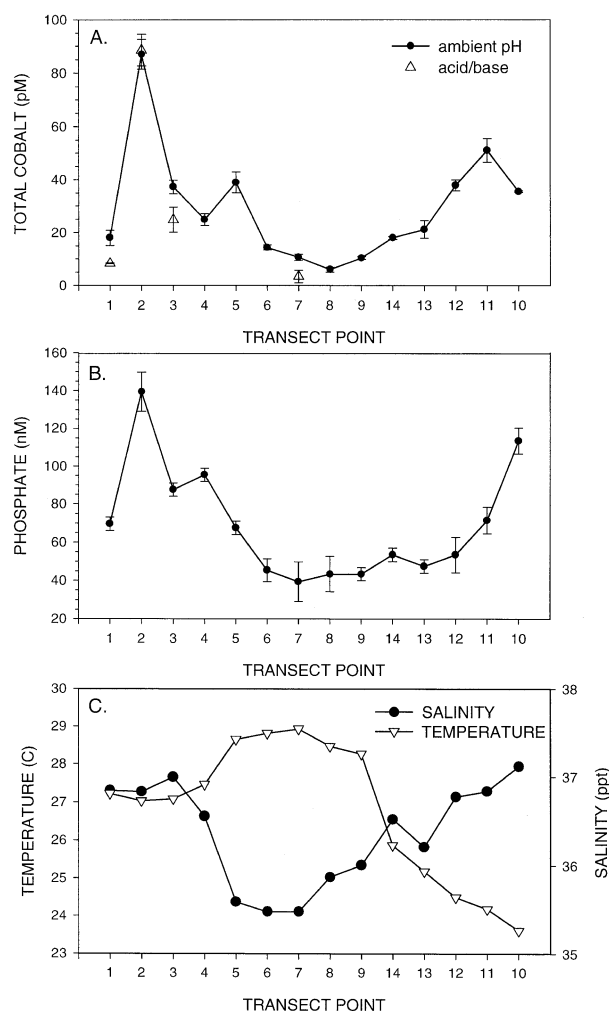 A.
ambient pH
acid/base
TOTAL COBALT (pM)
100
80
60
40
20
0
1 2 3 4 5 6 7 8 9 14 13 12 11 10
TRANSECT POINT
B.
PHOSPHATE (nM)
160
140
120
100
80
60
40
20
1 2 3 4 5 6 7 8 9 14 13 12 11 10
TRANSECT POINT
C.
SALINITY
TEMPERATURE
TEMPERATURE (C)
30
29
28
27
26
25
24
23
SALINITY (ppt)
38
37
36
35
1 2 3 4 5 6 7 8 9 14 13 12 11 10
TRANSECT POINT